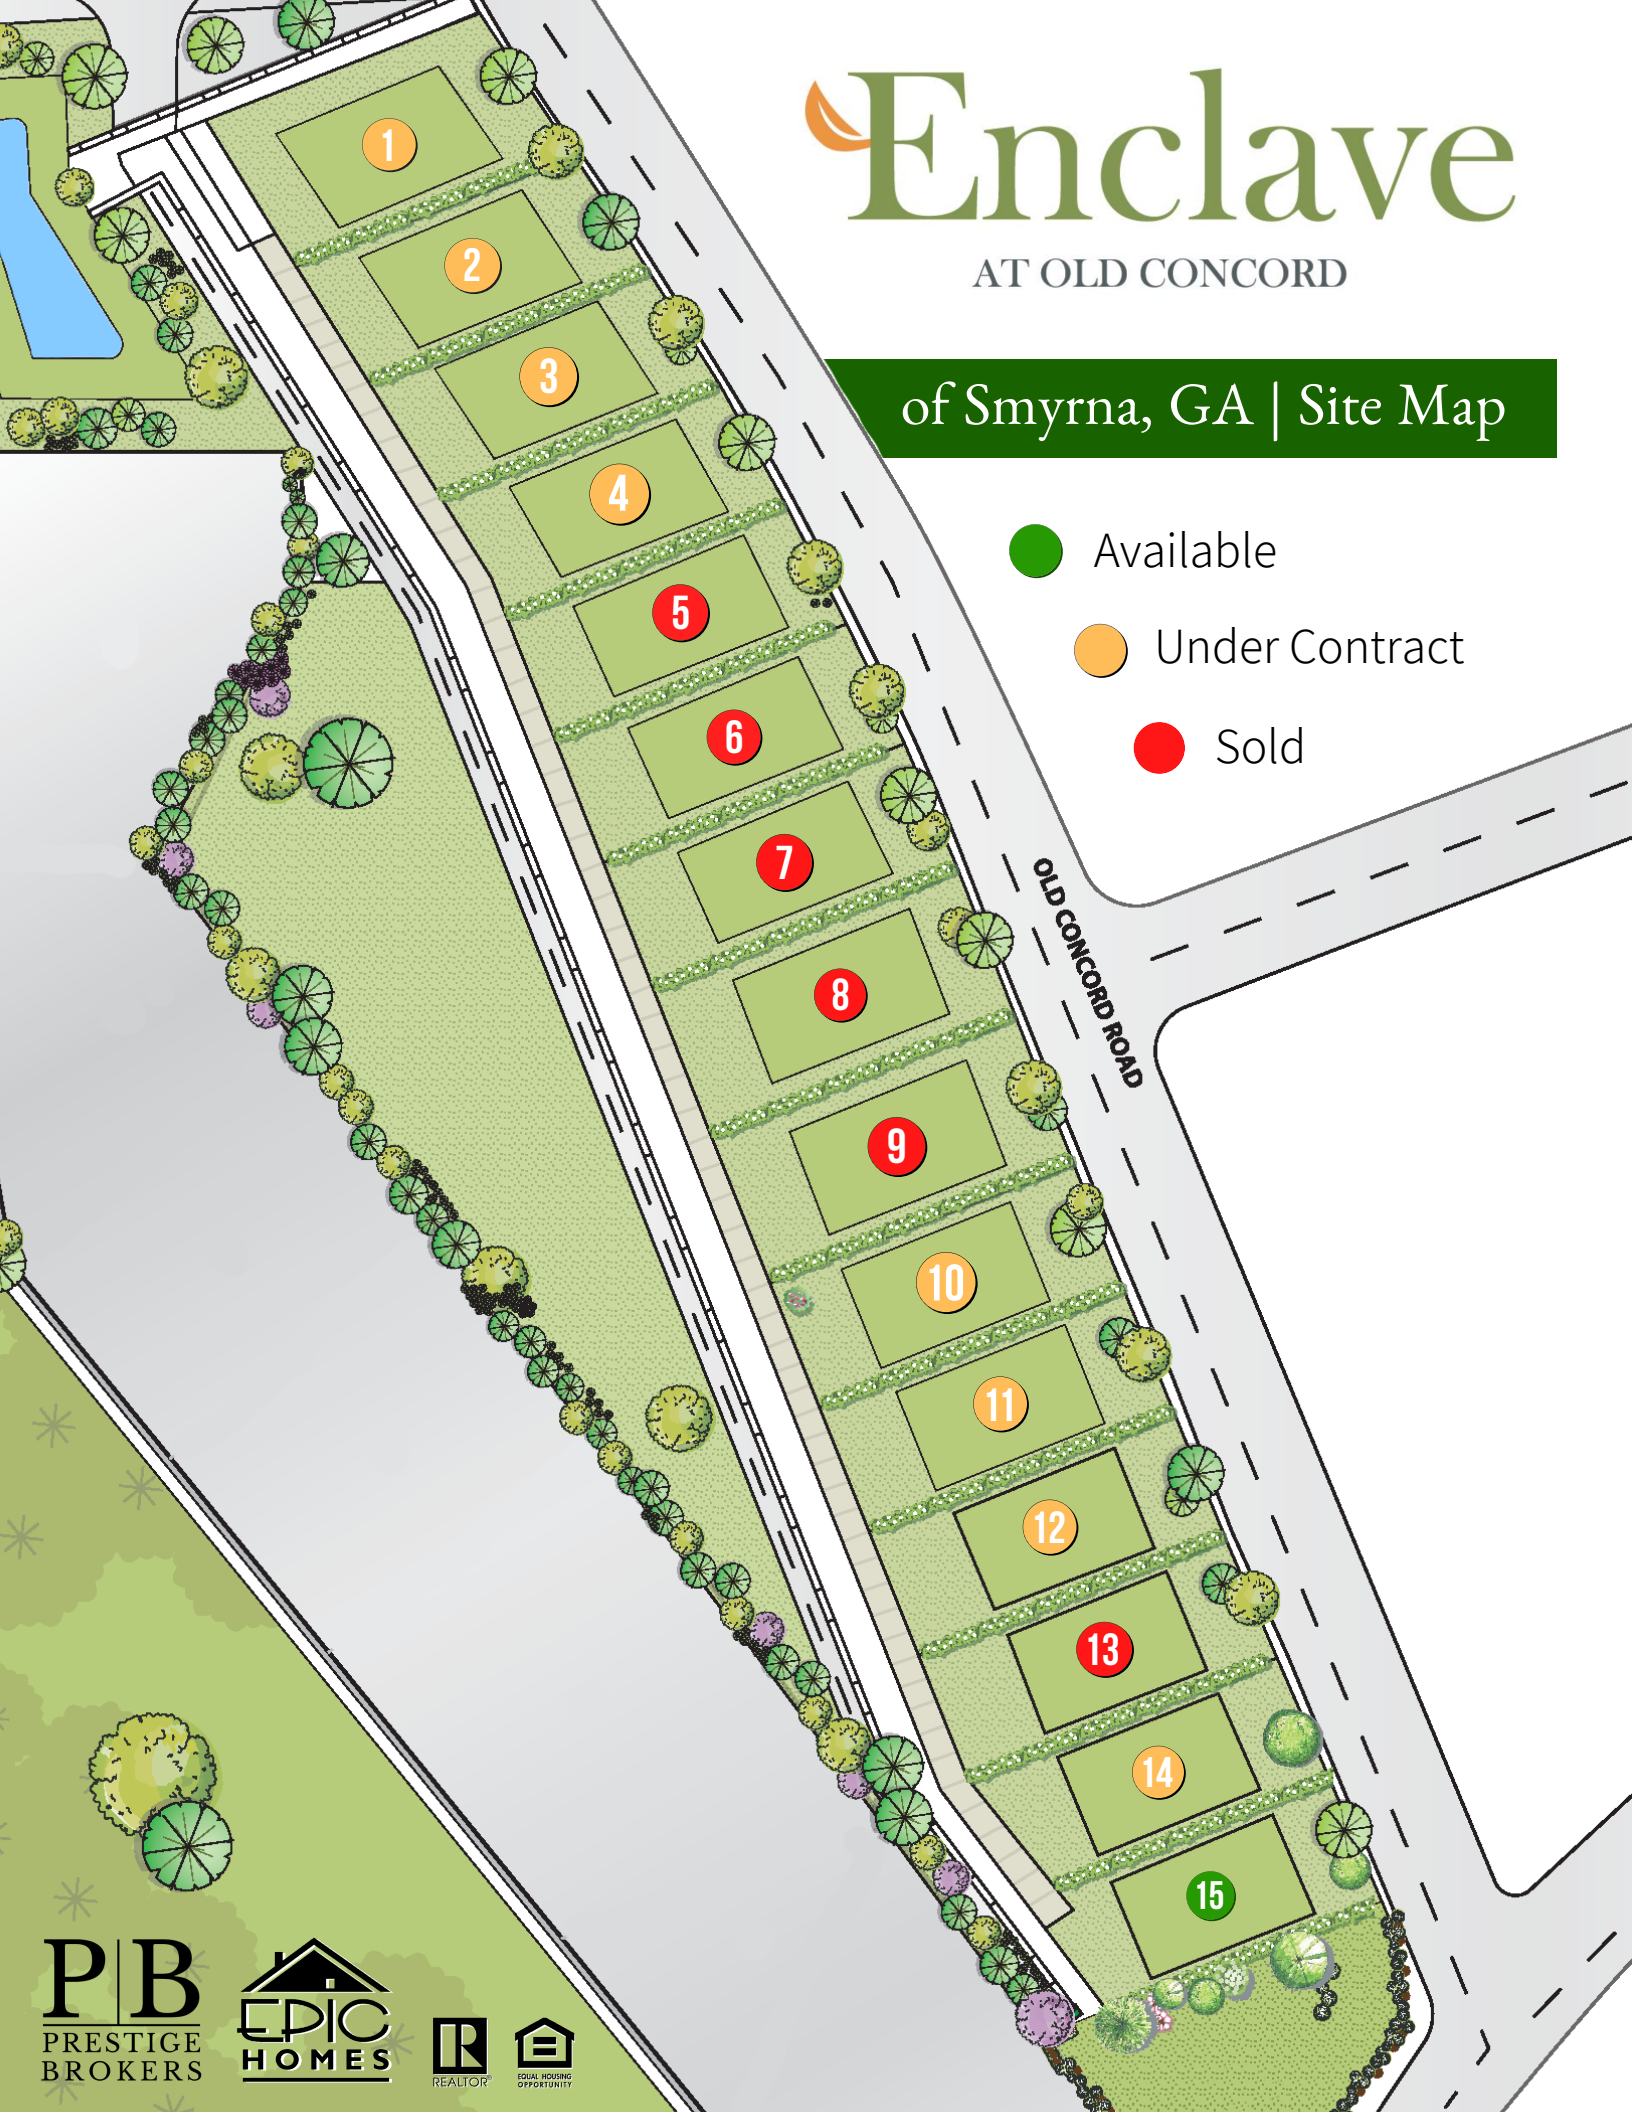 Enclave
AT OLD CONCORD
of Smyrna, GA | Site Map
Available
Under Contract
Sold
1
2
3
4
5
6
7
8
9
10
11
12
13
14
15
OLD CONCORD ROAD
P|B
PRESTIGE
BROKERS
EPIC
HOMES
R
REALTOR®
EQUAL HOUSING
OPPORTUNITY